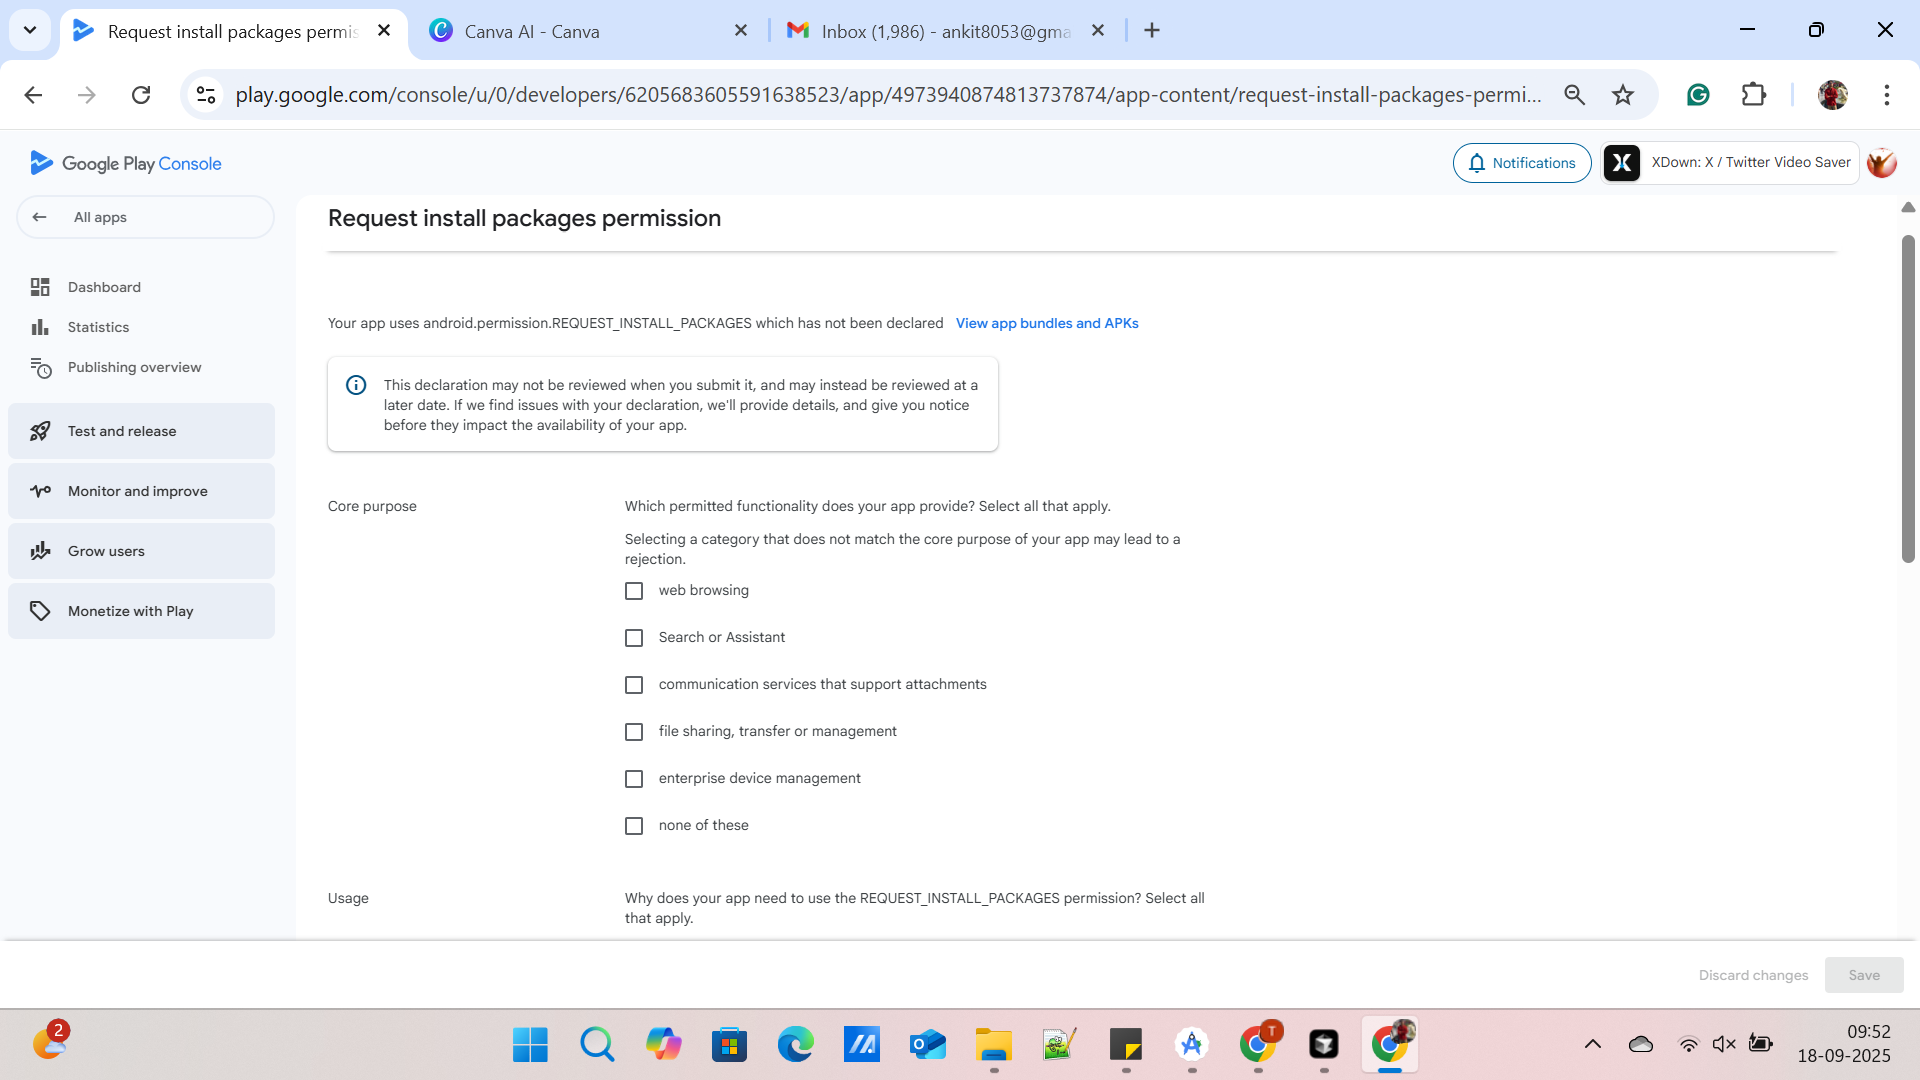 Request install packages permis
Canva AI - Canva
Inbox (1,986) - ankit8053@gma
play.google.com/console/u/0/developers/6205683605591638523/app/4973940874813737874/app-content/request-install-packages-permi...
Google Play Console
Notifications
XDown: X / Twitter Video Saver
All apps
Dashboard
Statistics
Publishing overview
Test and release
Monitor and improve
Grow users
Monetize with Play
Request install packages permission
Your app uses android.permission.REQUEST_INSTALL_PACKAGES which has not been declared View app bundles and APKs
This declaration may not be reviewed when you submit it, and may instead be reviewed at a
later date. If we find issues with your declaration, we'll provide details, and give you notice
before they impact the availability of your app.
Core purpose
Which permitted functionality does your app provide? Select all that apply.
Selecting a category that does not match the core purpose of your app may lead to a
rejection.
web browsing
Search or Assistant
communication services that support attachments
file sharing, transfer or management
enterprise device management
none of these
Usage
Why does your app need to use the REQUEST_INSTALL_PACKAGES permission? Select all
that apply.
Discard changes
Save
2
T
09:52
18-09-2025